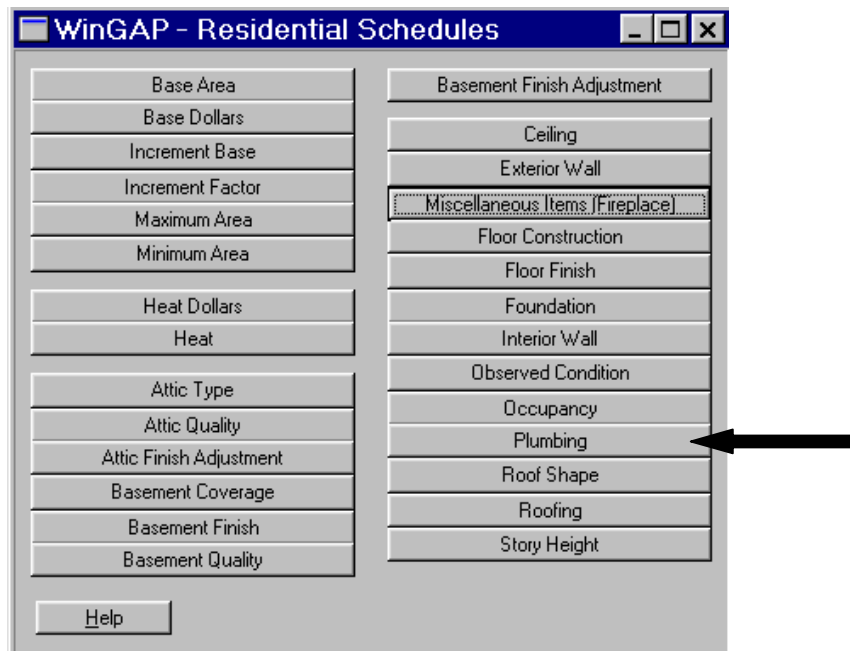 WinGAP - Residential Schedules
Base Area
Base Dollars
Increment Base
Increment Factor
Maximum Area
Minimum Area
Heat Dollars
Heat
Attic Type
Attic Quality
Attic Finish Adjustment
Basement Coverage
Basement Finish
Basement Quality
Help
Basement Finish Adjustment
Ceiling
Exterior Wall
Miscellaneous Items (Fireplace)
Floor Construction
Floor Finish
Foundation
Interior Wall
Observed Condition
Occupancy
Plumbing
Roof Shape
Roofing
Story Height